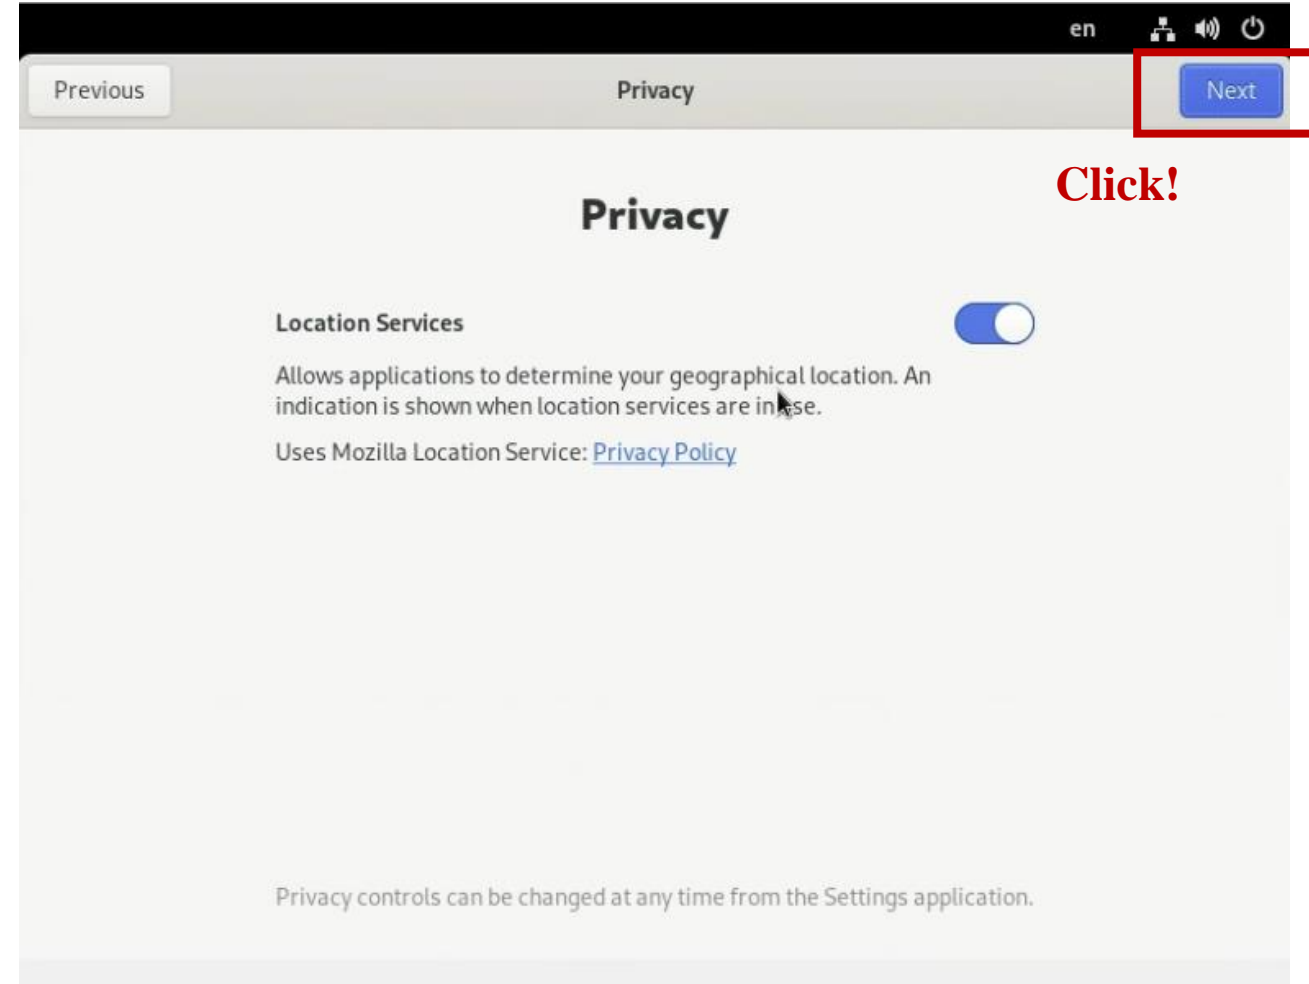 en
Previous
Privacy
Next
Click!
Privacy
Location Services
Allows applications to determine your geographical location. An
indication is shown when location services are in use.
Uses Mozilla Location Service: Privacy Policy
Privacy controls can be changed at any time from the Settings application.